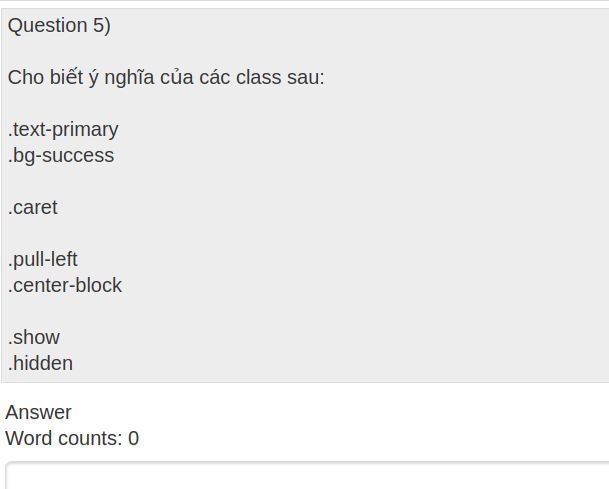 Question 5)
Cho biết ý nghĩa của các class sau:
.text-primary
.bg-success
.caret
.pull-left
.center-block
.show
.hidden
Answer
Word counts: 0